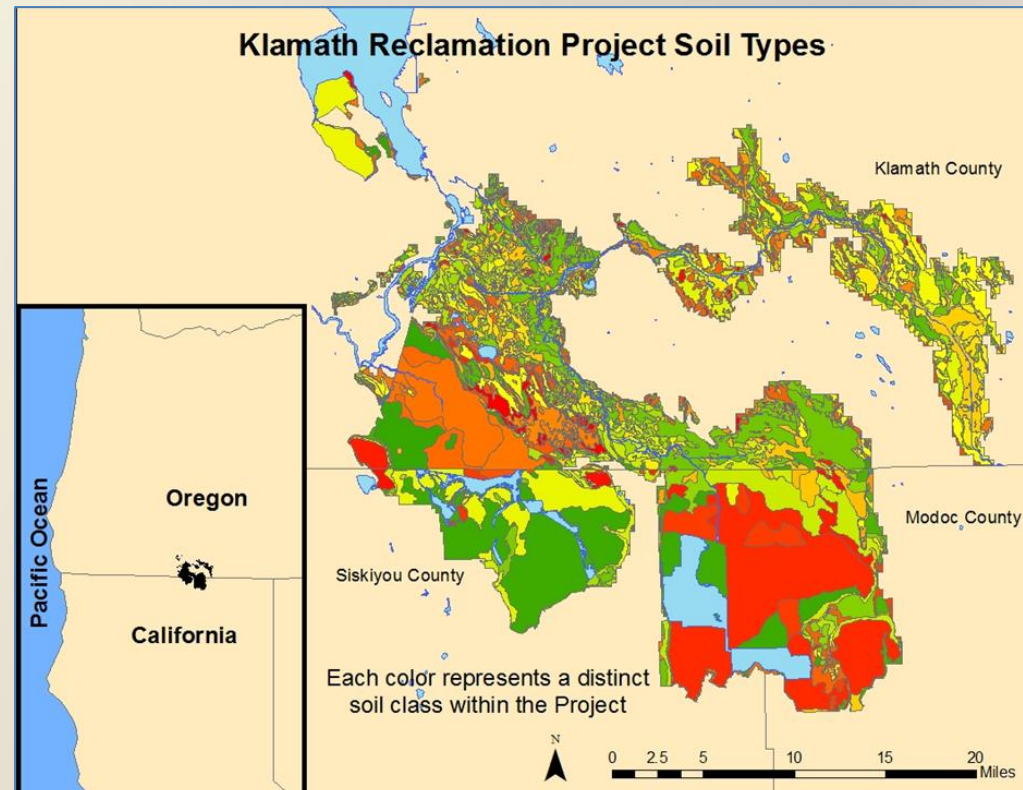 Klamath Reclamation Project Soil Types
Klamath County
Modoc County
Siskiyou County
Each color represents a distinct
soil class within the Project
Pacific Ocean
Oregon
California
N
0 2.5 5 10 15 20
Miles